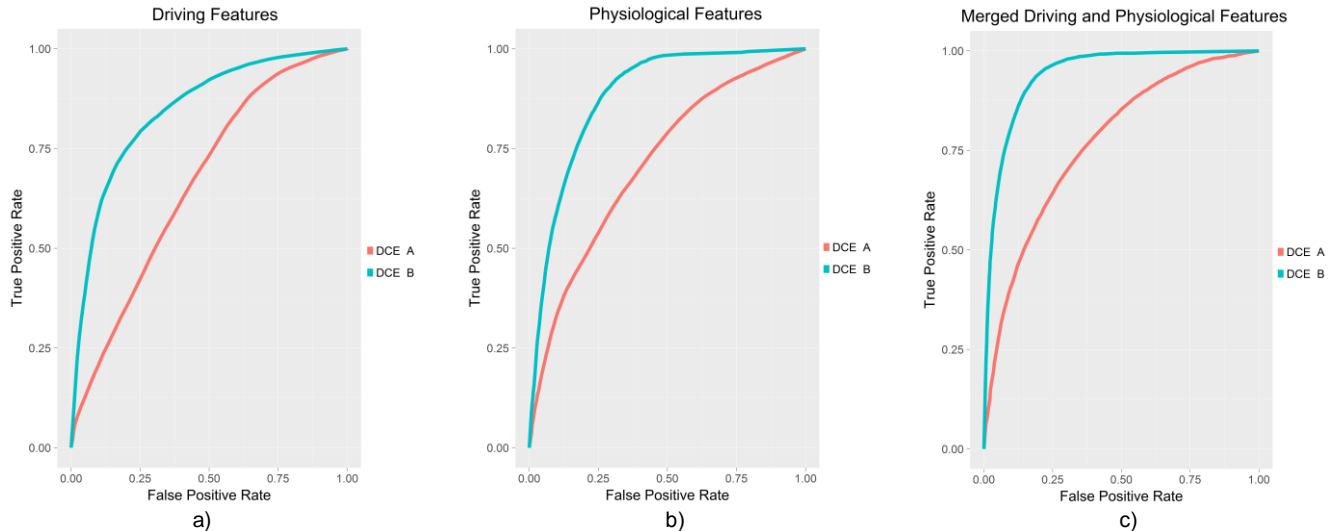 Driving Features
True Positive Rate
1.00
0.75
0.50
0.25
0.00
0.00 0.25 0.50 0.75 1.00
False Positive Rate
DCE A
DCE B
a)
Physiological Features
True Positive Rate
1.00
0.75
0.50
0.25
0.00
0.00 0.25 0.50 0.75 1.00
False Positive Rate
DCE A
DCE B
b)
Merged Driving and Physiological Features
True Positive Rate
1.00
0.75
0.50
0.25
0.00
0.00 0.25 0.50 0.75 1.00
False Positive Rate
DCE A
DCE B
c)